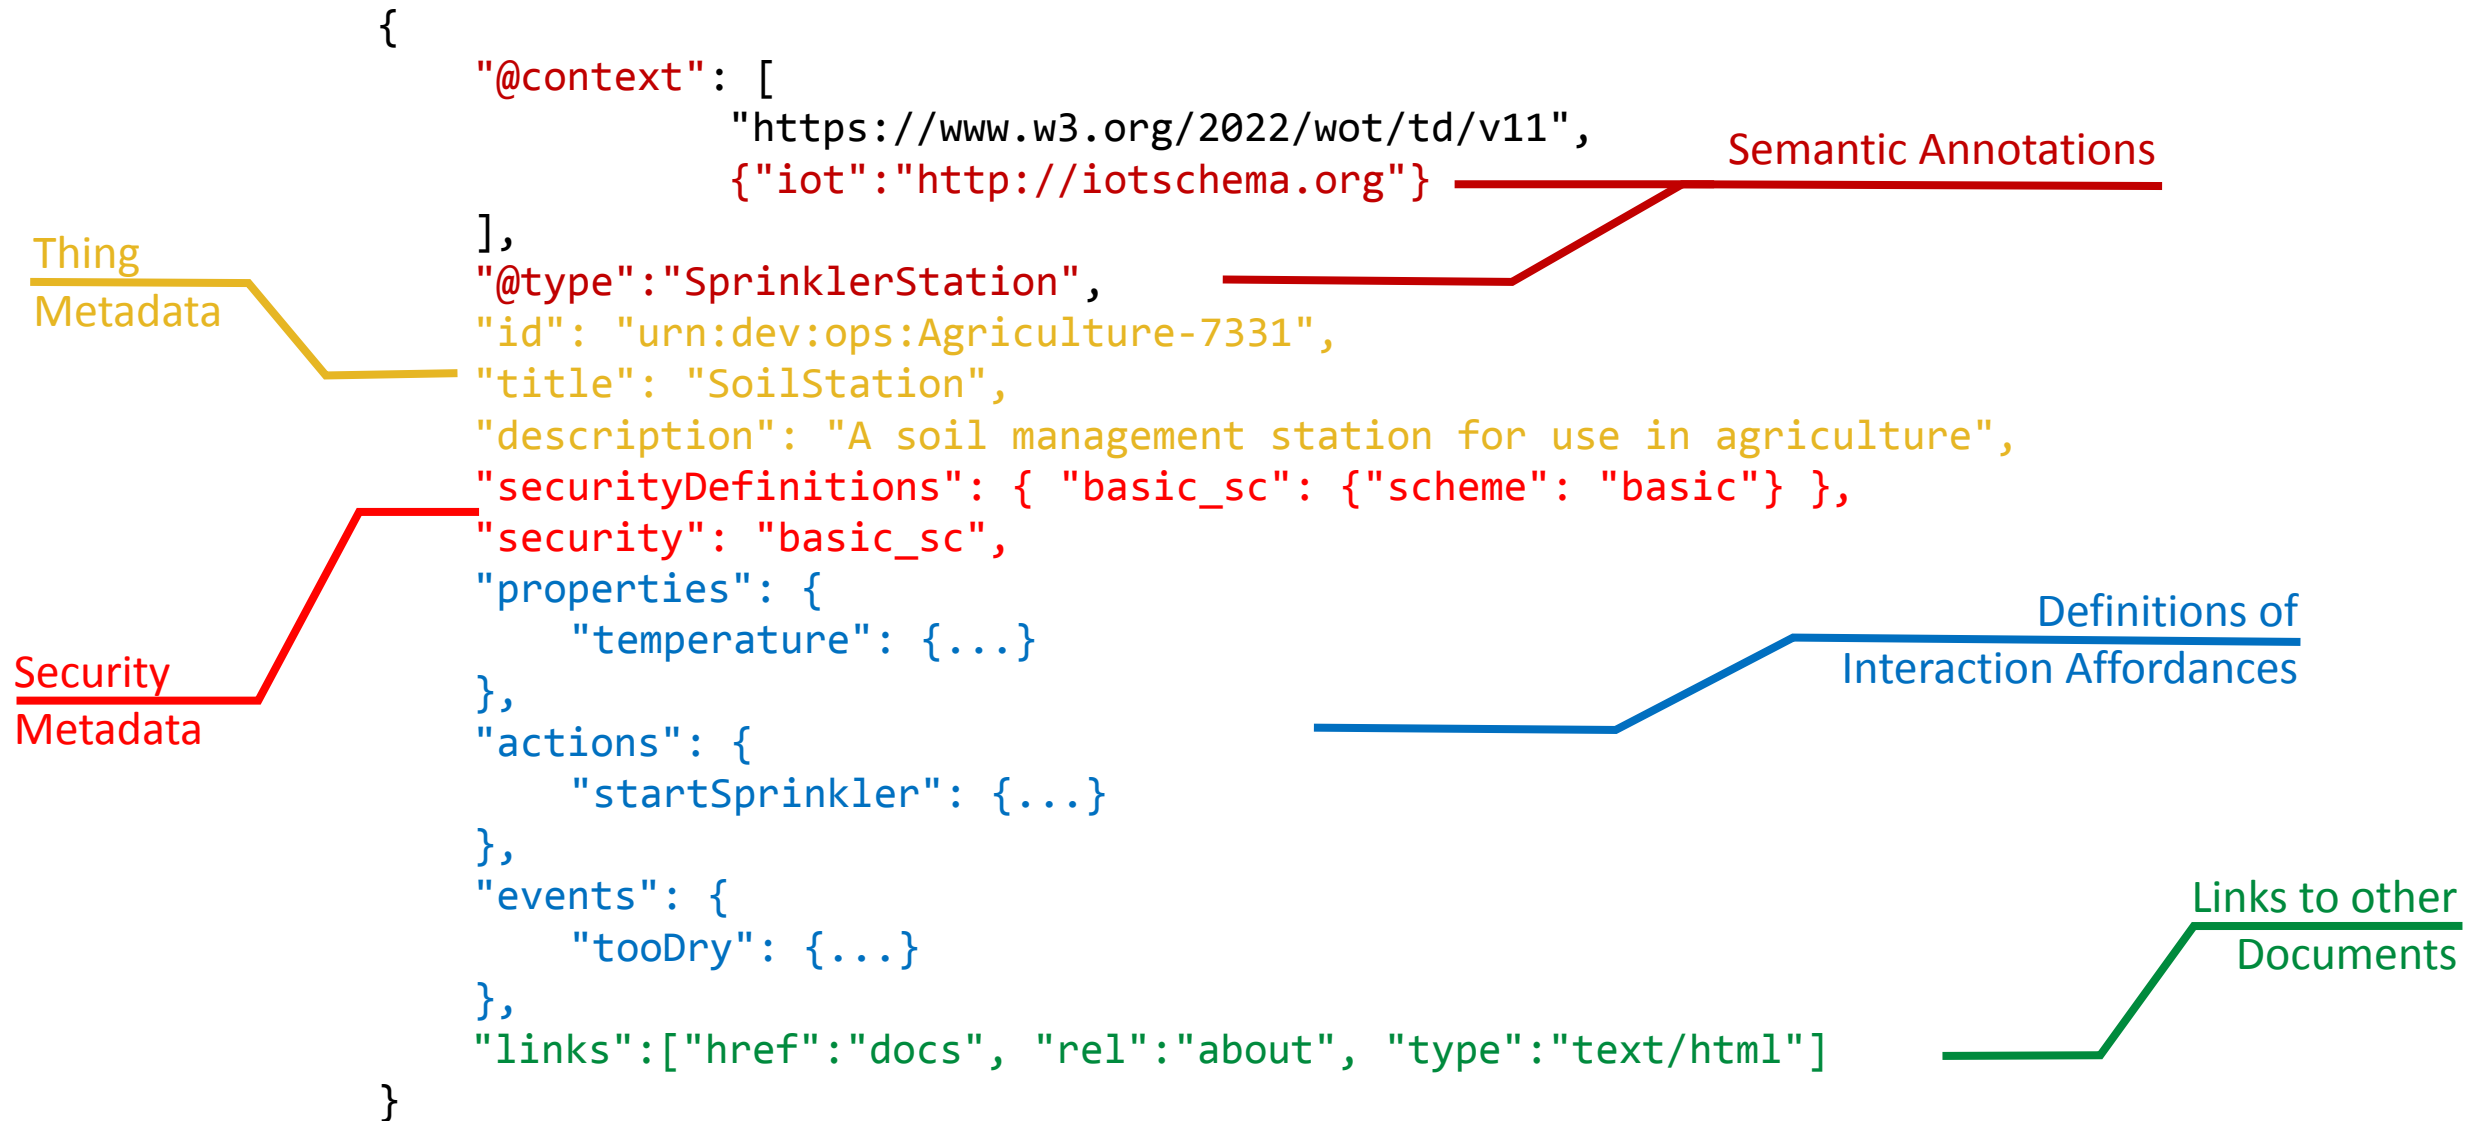 {
"@context": [
"https://www.w3.org/2022/wot/td/v11",
{"iot":"http://iotschema.org"}
],
"@type":"SprinklerStation",
"id": "urn:dev:ops:Agriculture-7331",
"title": "SoilStation",
"description": "A soil management station for use in agriculture",
"securityDefinitions": { "basic_sc": {"scheme": "basic"} },
"security": "basic_sc",
"properties": {
"temperature": {...}
},
"actions": {
"startSprinkler": {...}
},
"events": {
"tooDry": {...}
},
"links":["href":"docs", "rel":"about", "type":"text/html"]
}
Semantic Annotations
Thing
Metadata
Security
Metadata
Definitions of
Interaction Affordances
Links to other
Documents